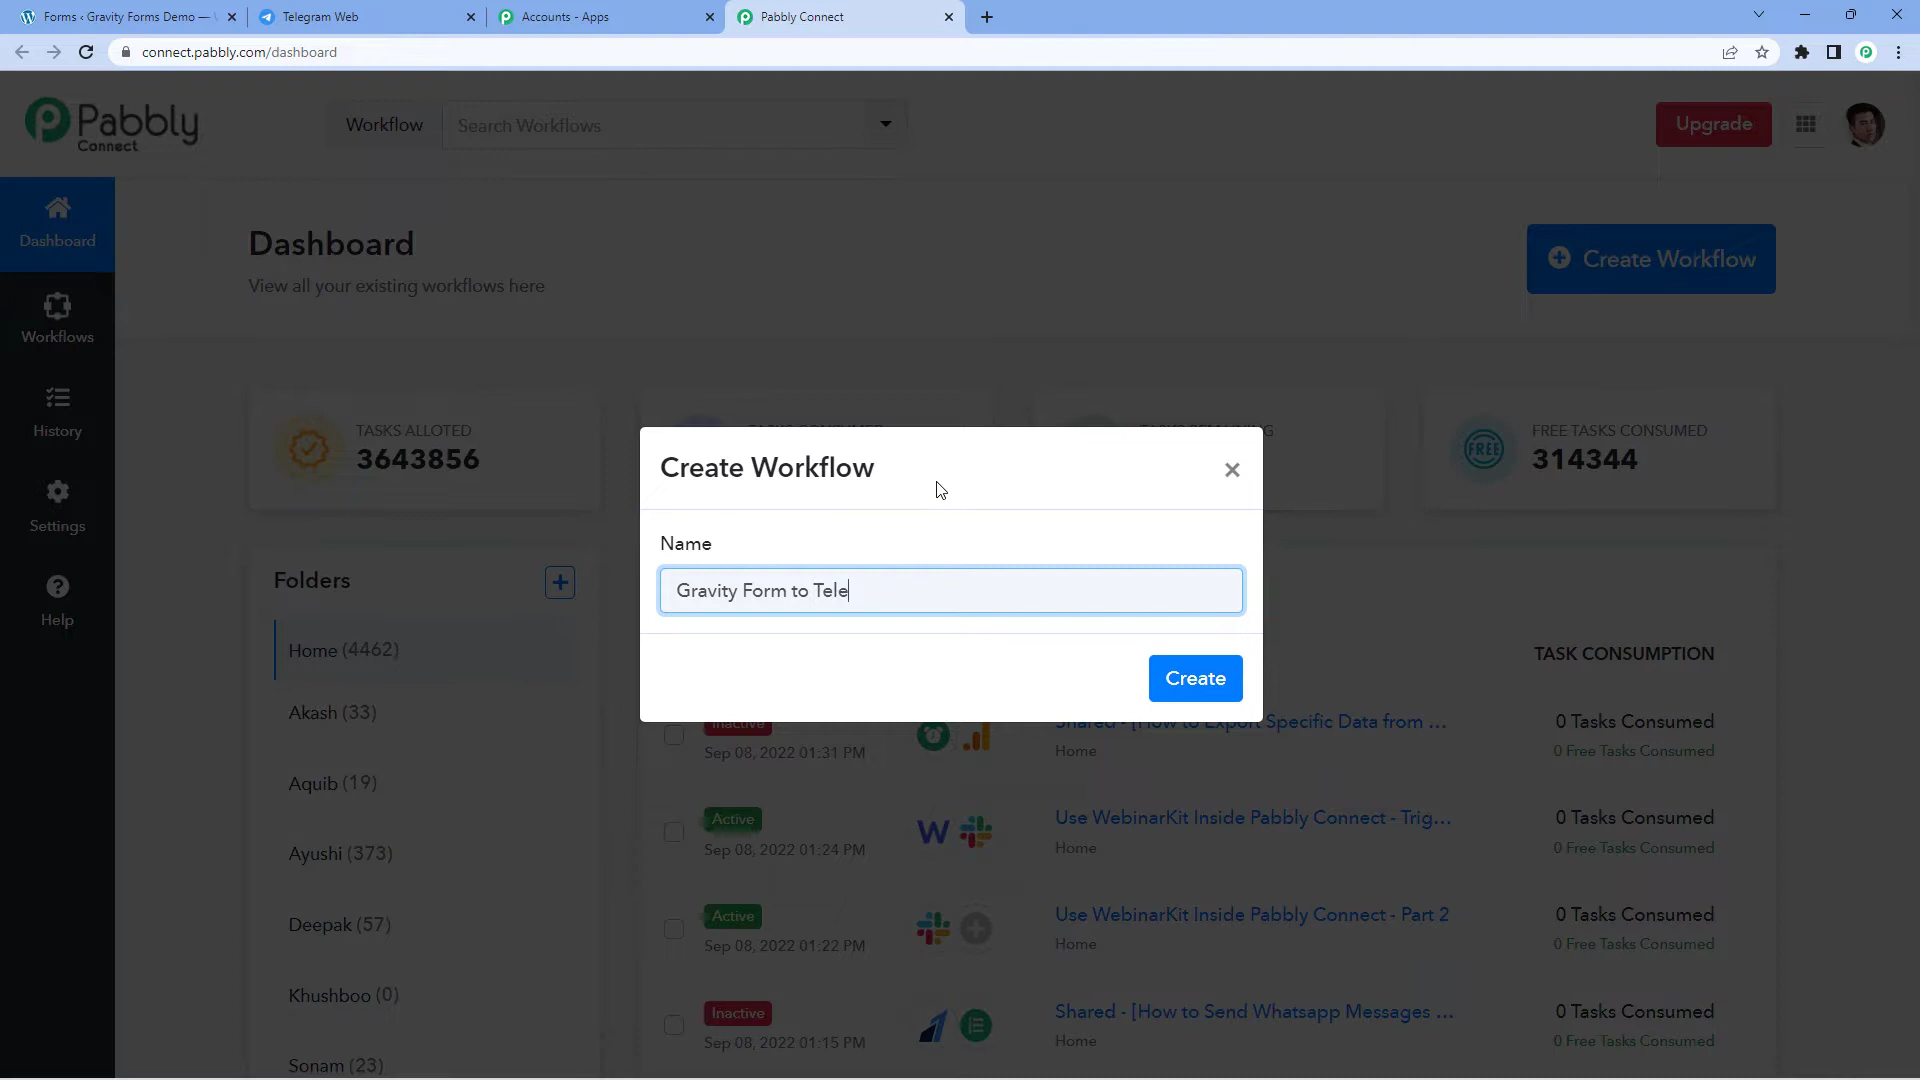 Forms ‹ Gravity Forms Demo —
Telegram Web
Accounts - Apps
Pabbly Connect
connect.pabbly.com/dashboard
Pabbly
Connect
Workflow
Search Workflows
Upgrade
Dashboard
Workflows
History
Settings
Help
Dashboard
View all your existing workflows here
Create Workflow
TASKS ALLOTED
3643856
FREE
FREE TASKS CONSUMED
314344
Create Workflow
Name
Gravity Form to Tele
Create
Folders
Home (4462)
Akash (33)
Aquib (19)
Ayushi (373)
Deepak (57)
Khushboo (0)
Sonam (23)
TASK CONSUMPTION
Inactive
Sep 08, 2022 01:31 PM
Shared - [How to Export Specific Data from ...
Home
0 Tasks Consumed
0 Free Tasks Consumed
Active
Sep 08, 2022 01:24 PM
Use WebinarKit Inside Pabbly Connect - Trig...
Home
0 Tasks Consumed
0 Free Tasks Consumed
Active
Sep 08, 2022 01:22 PM
Use WebinarKit Inside Pabbly Connect - Part 2
Home
0 Tasks Consumed
0 Free Tasks Consumed
Inactive
Sep 08, 2022 01:15 PM
Shared - [How to Send Whatsapp Messages ...
Home
0 Tasks Consumed
0 Free Tasks Consumed